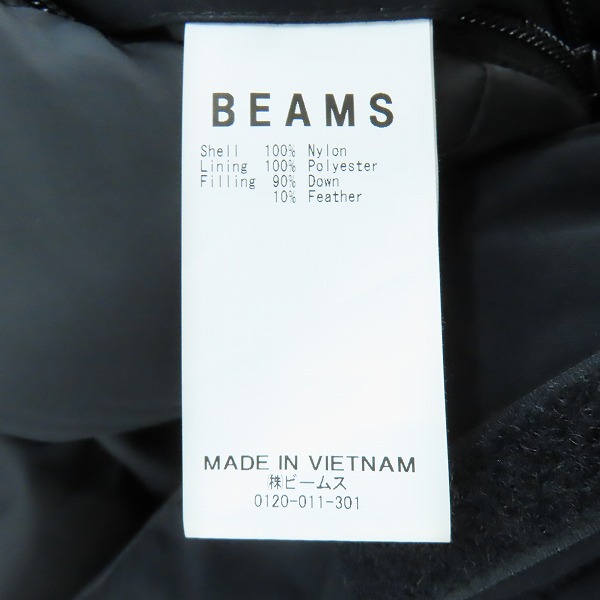 BEAMS
Shell 100% Nylon
Lining 100% Polyester
Filling 90% Down
10% Feather
MADE IN VIETNAM
㈱ビームス
0120-011-301